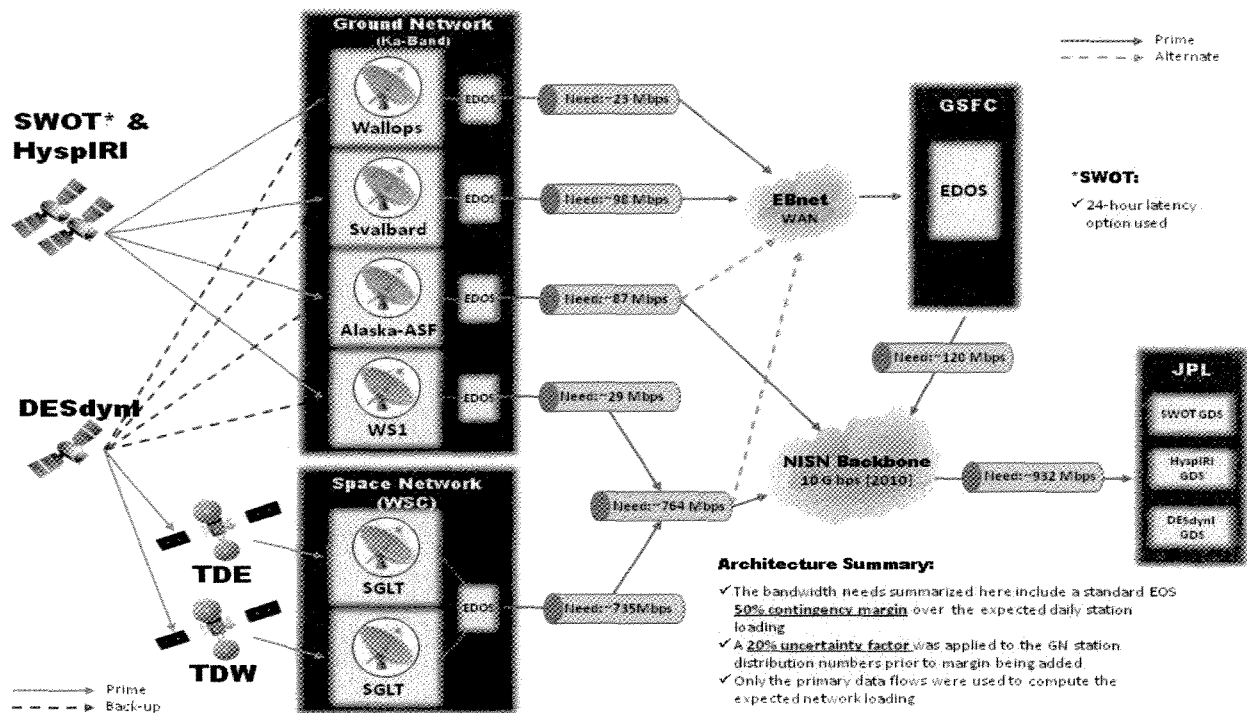 Ground Network
(Ka-Band)
Prime
Alternate
SWOT* &
HyspIRI
Wallops
EDOS
Need:~23 Mbps
GSFC
EDOS
Svalbard
EDOS
Need:~98 Mbps
EBnet
WAN
*SWOT:
✓ 24-hour latency
option used
Alaska-ASF
EDOS
Need:~87 Mbps
Need:~120 Mbps
DESdynI
WS1
EDOS
Need:~29 Mbps
JPL
SWOT GDS
HyspIRI
GDS
DESdynI
GDS
NISN Backbone
10 Gbps [2010]
Need:~932 Mbps
Space Network
(WSC)
Need:~764 Mbps
TDE
SGLT
EDOS
Need:~735Mbps
TDW
SGLT
Architecture Summary:
✓ The bandwidth needs summarized here include a standard EOS
50% contingency margin over the expected daily station
loading
✓ A 20% uncertainty factor was applied to the GN station
distribution numbers prior to margin being added
✓ Only the primary data flows were used to compute the
expected network loading
Prime
Back-up